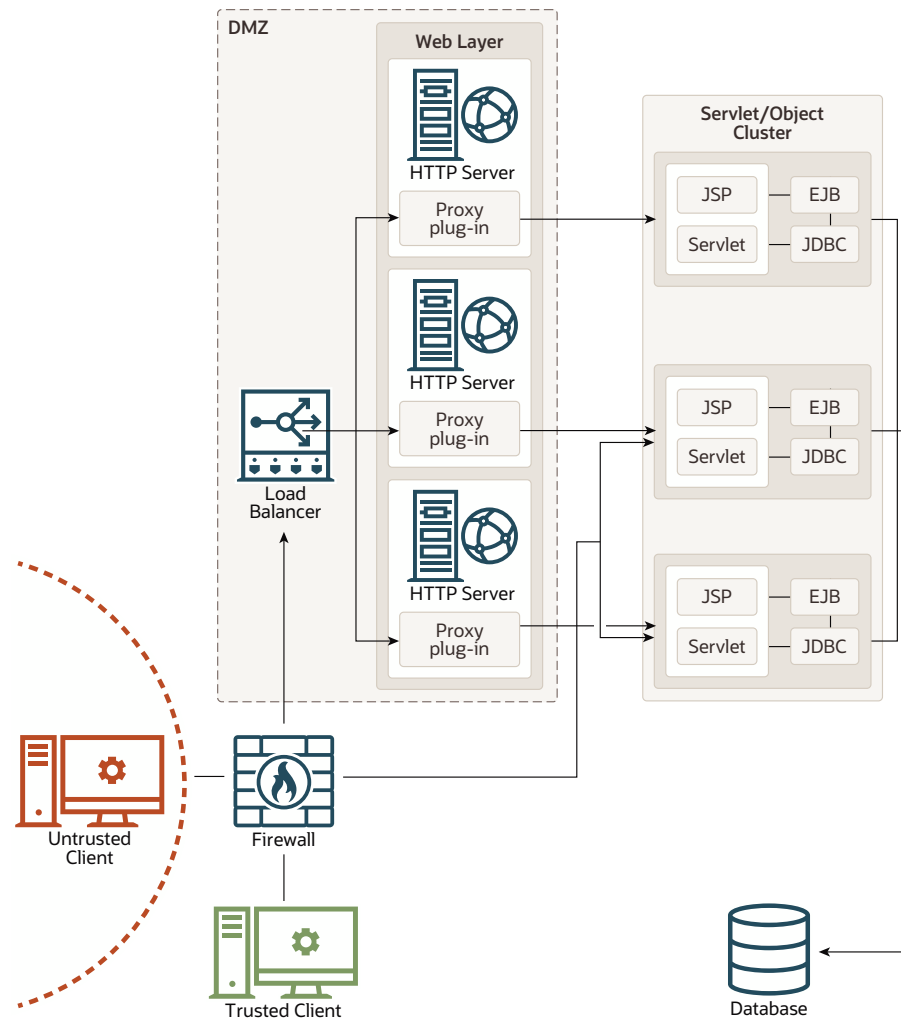 DMZ
Web Layer
HTTP Server
Proxy
plug-in
HTTP Server
Proxy
plug-in
HTTP Server
Proxy
plug-in
Load
Balancer
Servlet/Object
Cluster
JSP
EJB
Servlet
JDBC
JSP
EJB
Servlet
JDBC
JSP
EJB
Servlet
JDBC
Untrusted
Client
Firewall
Trusted Client
Database